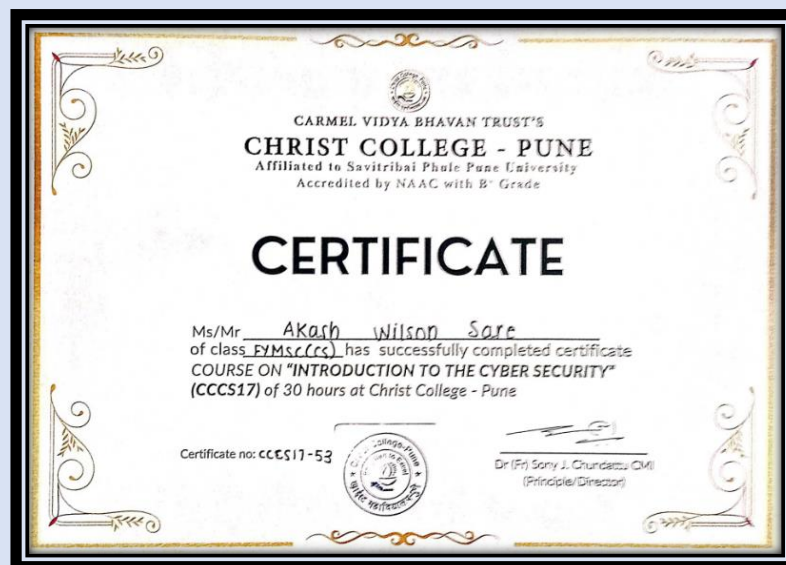 CARMEL VIDYA BHAVAN TRUST'S
CHRIST COLLEGE - PUNE
Affiliated to Savitribai Phule Pune University
Accredited by NAAC with B+ Grade
CERTIFICATE
Ms/Mr Akash Wilson Sare
of class FYMsc(cs) has successfully completed certificate
COURSE ON "INTRODUCTION TO THE CYBER SECURITY"
(CCCS17) of 30 hours at Christ College - Pune
Certificate no: CCES17-53
Dr (Fr) Sony J. Chundattu CMI
(Principle/Director)